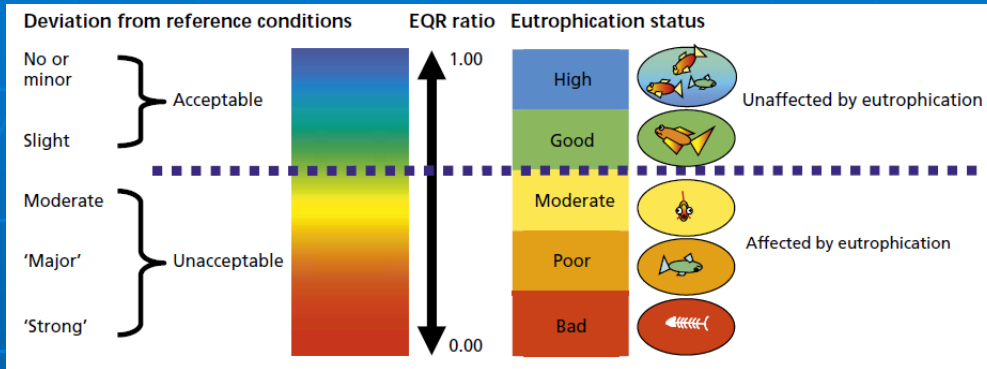 Deviation from reference conditions
EQR ratio
Eutrophication status
No or
minor
Acceptable
Slight
Moderate
'Major'
Unacceptable
'Strong'
1.00
0.00
High
Good
Moderate
Poor
Bad
Unaffected by eutrophication
Affected by eutrophication